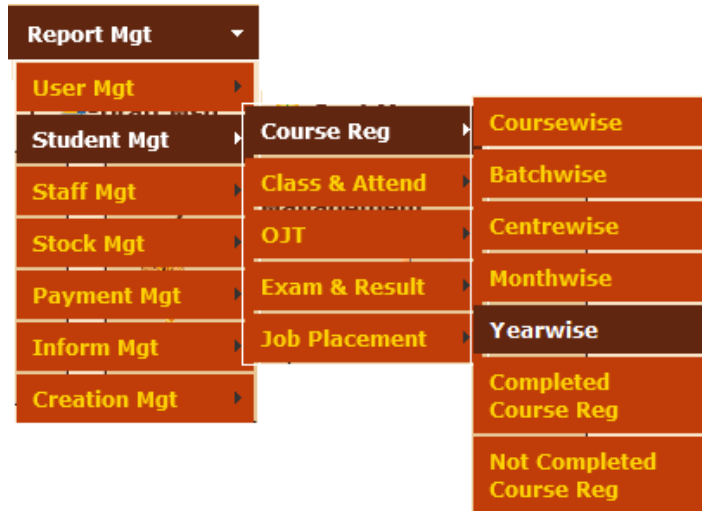 Report Mgt
User Mgt
Student Mgt
Staff Mgt
Stock Mgt
Payment Mgt
Inform Mgt
Creation Mgt
Course Reg
Class & Attend
OJT
Exam & Result
Job Placement
Coursewise
Batchwise
Centrewise
Monthwise
Yearwise
Completed
Course Reg
Not Completed
Course Reg